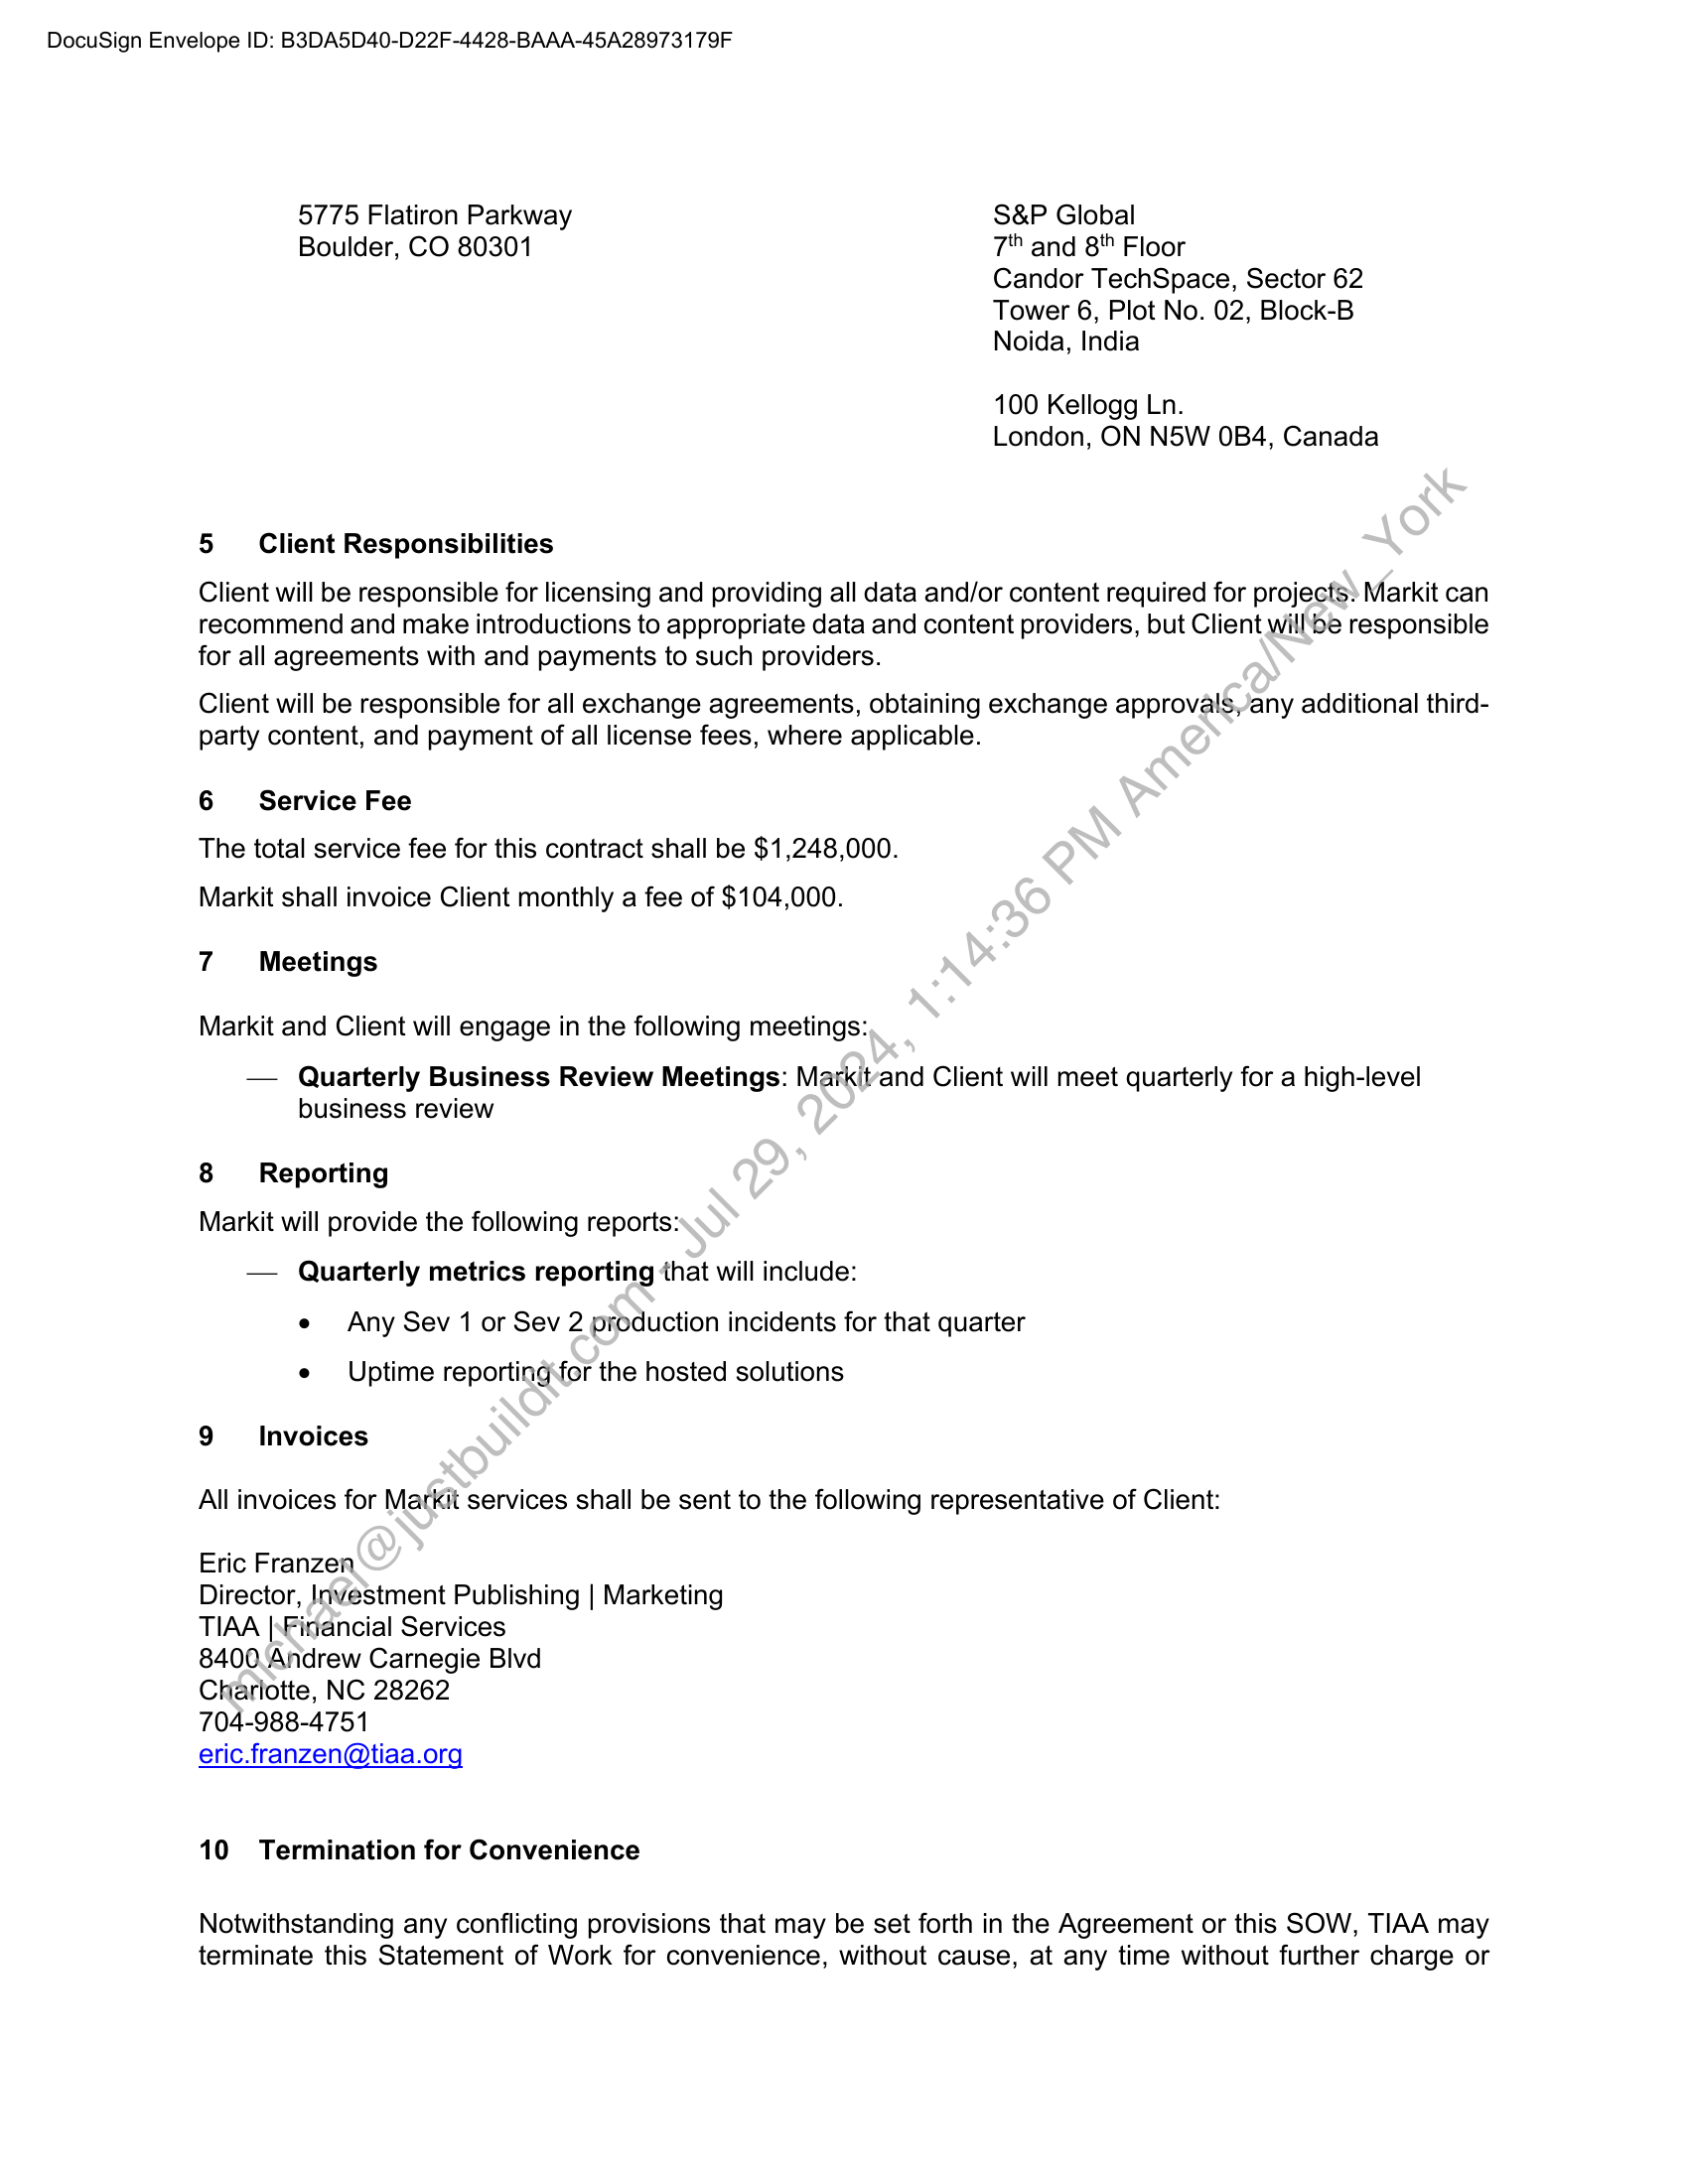 DocuSign Envelope ID: B3DA5D40-D22F-4428-BAAA-45A28973179F
5775 Flatiron Parkway
Boulder, CO 80301
S&P Global
7th and 8th Floor
Candor TechSpace, Sector 62
Tower 6, Plot No. 02, Block-B
Noida, India
100 Kellogg Ln.
London, ON N5W 0B4, Canada
5 Client Responsibilities
Client will be responsible for licensing and providing all data and/or content required for projects. Markit can
recommend and make introductions to appropriate data and content providers, but Client will be responsible
for all agreements with and payments to such providers.
Client will be responsible for all exchange agreements, obtaining exchange approvals, any additional third-
party content, and payment of all license fees, where applicable.
6 Service Fee
The total service fee for this contract shall be $1,248,000.
Markit shall invoice Client monthly a fee of $104,000.
7 Meetings
Markit and Client will engage in the following meetings:
— Quarterly Business Review Meetings: Markit and Client will meet quarterly for a high-level
business review
8 Reporting
Markit will provide the following reports:
— Quarterly metrics reporting that will include:
• Any Sev 1 or Sev 2 production incidents for that quarter
• Uptime reporting for the hosted solutions
9 Invoices
All invoices for Markit services shall be sent to the following representative of Client:
Eric Franzen
Director, Investment Publishing | Marketing
TIAA | Financial Services
8400 Andrew Carnegie Blvd
Charlotte, NC 28262
704-988-4751
eric.franzen@tiaa.org
10 Termination for Convenience
Notwithstanding any conflicting provisions that may be set forth in the Agreement or this SOW, TIAA may
terminate this Statement of Work for convenience, without cause, at any time without further charge or
michael@justbuildit.com - Jul 29, 2024, 1:14:36 PM America/New_York